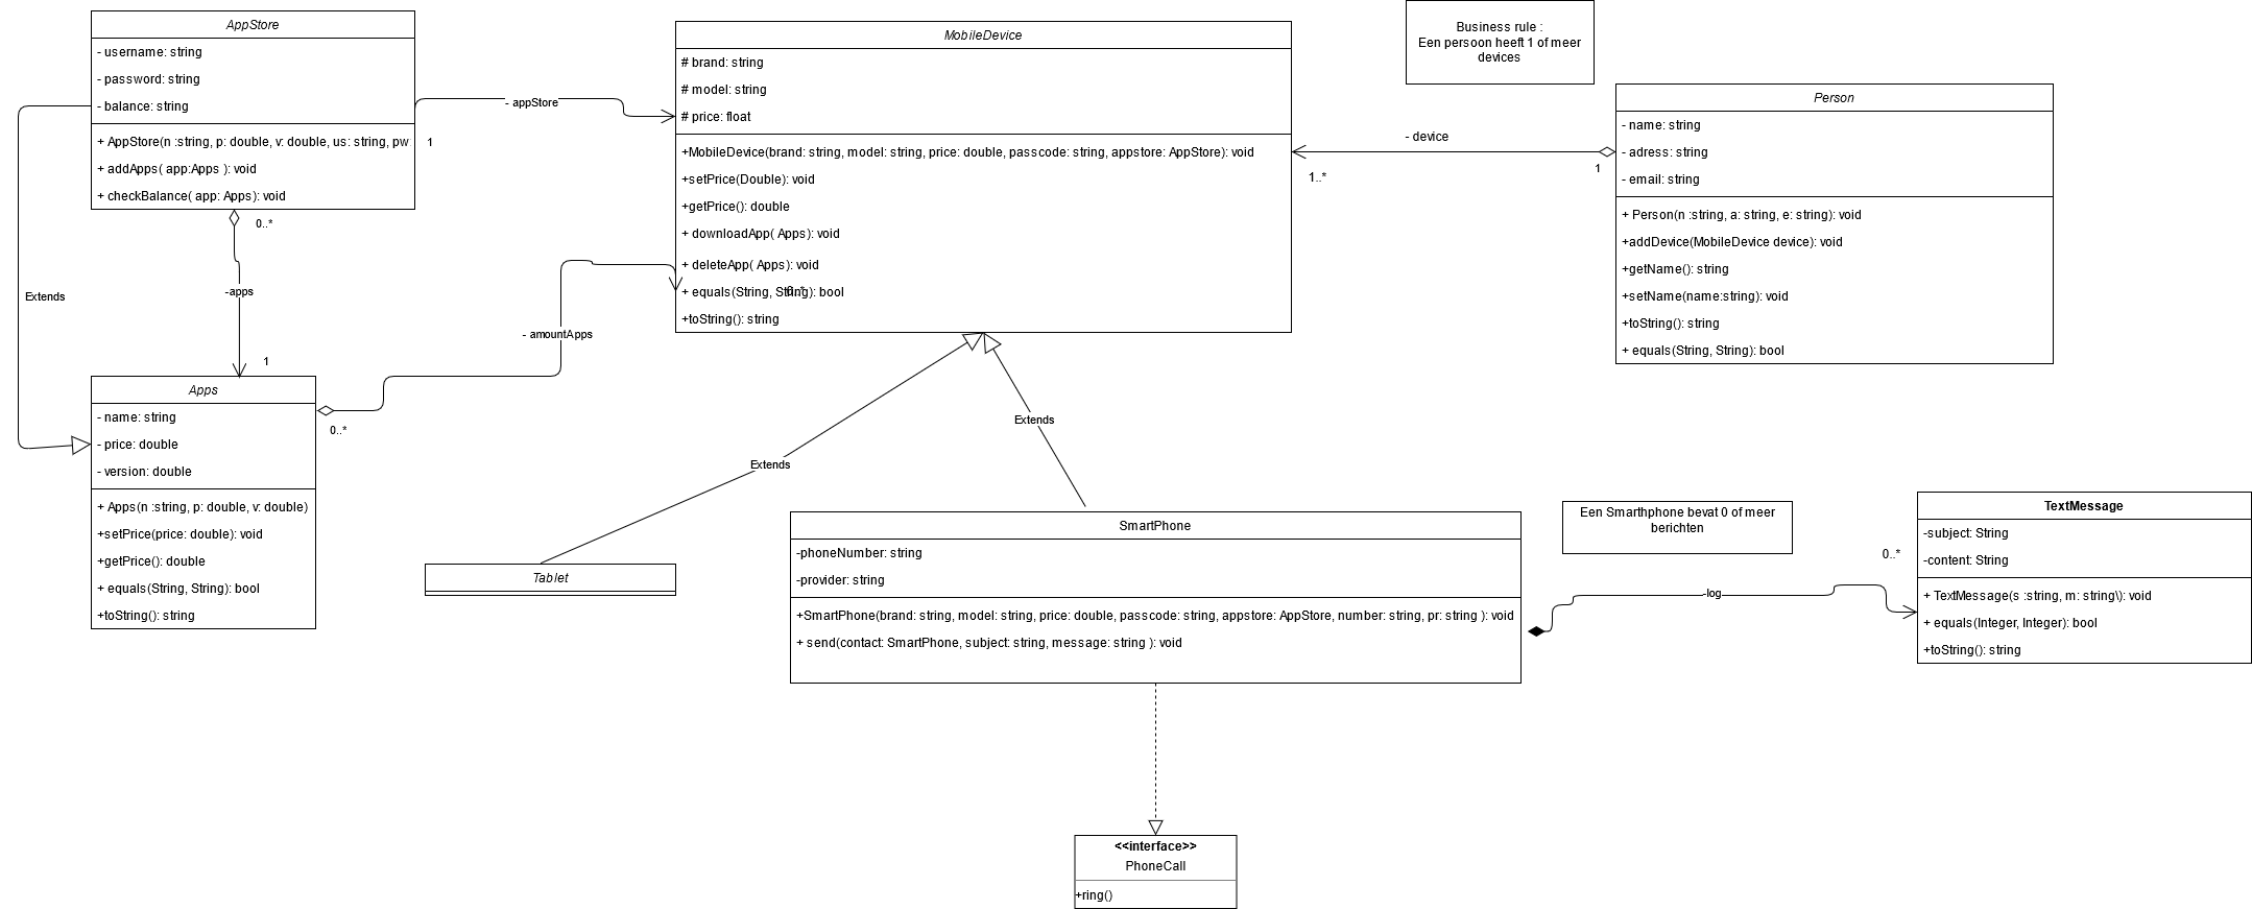 AppStore
- username: string
- password: string
- balance: string
+ AppStore(n :string, p: double, v: double, us: string, pw
+ addApps( app:Apps ): void
+ checkBalance( app: Apps): void
- appStore
1
MobileDevice
# brand: string
# model: string
# price: float
+MobileDevice(brand: string, model: string, price: double, passcode: string, appstore: AppStore): void
+setPrice(Double): void
+getPrice(): double
+ downloadApp( Apps): void
+ deleteApp( Apps): void
+ equals(String, String): bool
0..*
+toString(): string
Business rule :
Een persoon heeft 1 of meer
devices
- device
1..*
1
Person
- name: string
- adress: string
- email: string
+ Person(n :string, a: string, e: string): void
+addDevice(MobileDevice device): void
+getName(): string
+setName(name:string): void
+toString(): string
+ equals(String, String): bool
0..*
-apps
1
Extends
- amountApps
0..*
Apps
- name: string
- price: double
- version: double
+ Apps(n :string, p: double, v: double)
+setPrice(price: double): void
+getPrice(): double
+ equals(String, String): bool
+toString(): string
Extends
Extends
Tablet
SmartPhone
-phoneNumber: string
-provider: string
+SmartPhone(brand: string, model: string, price: double, passcode: string, appstore: AppStore, number: string, pr: string ): void
+ send(contact: SmartPhone, subject: string, message: string ): void
Een Smarthphone bevat 0 of meer
berichten
0..*
-log
TextMessage
-subject: String
-content: String
+ TextMessage(s :string, m: string\): void
+ equals(Integer, Integer): bool
+toString(): string
<<interface>>
PhoneCall
+ring()